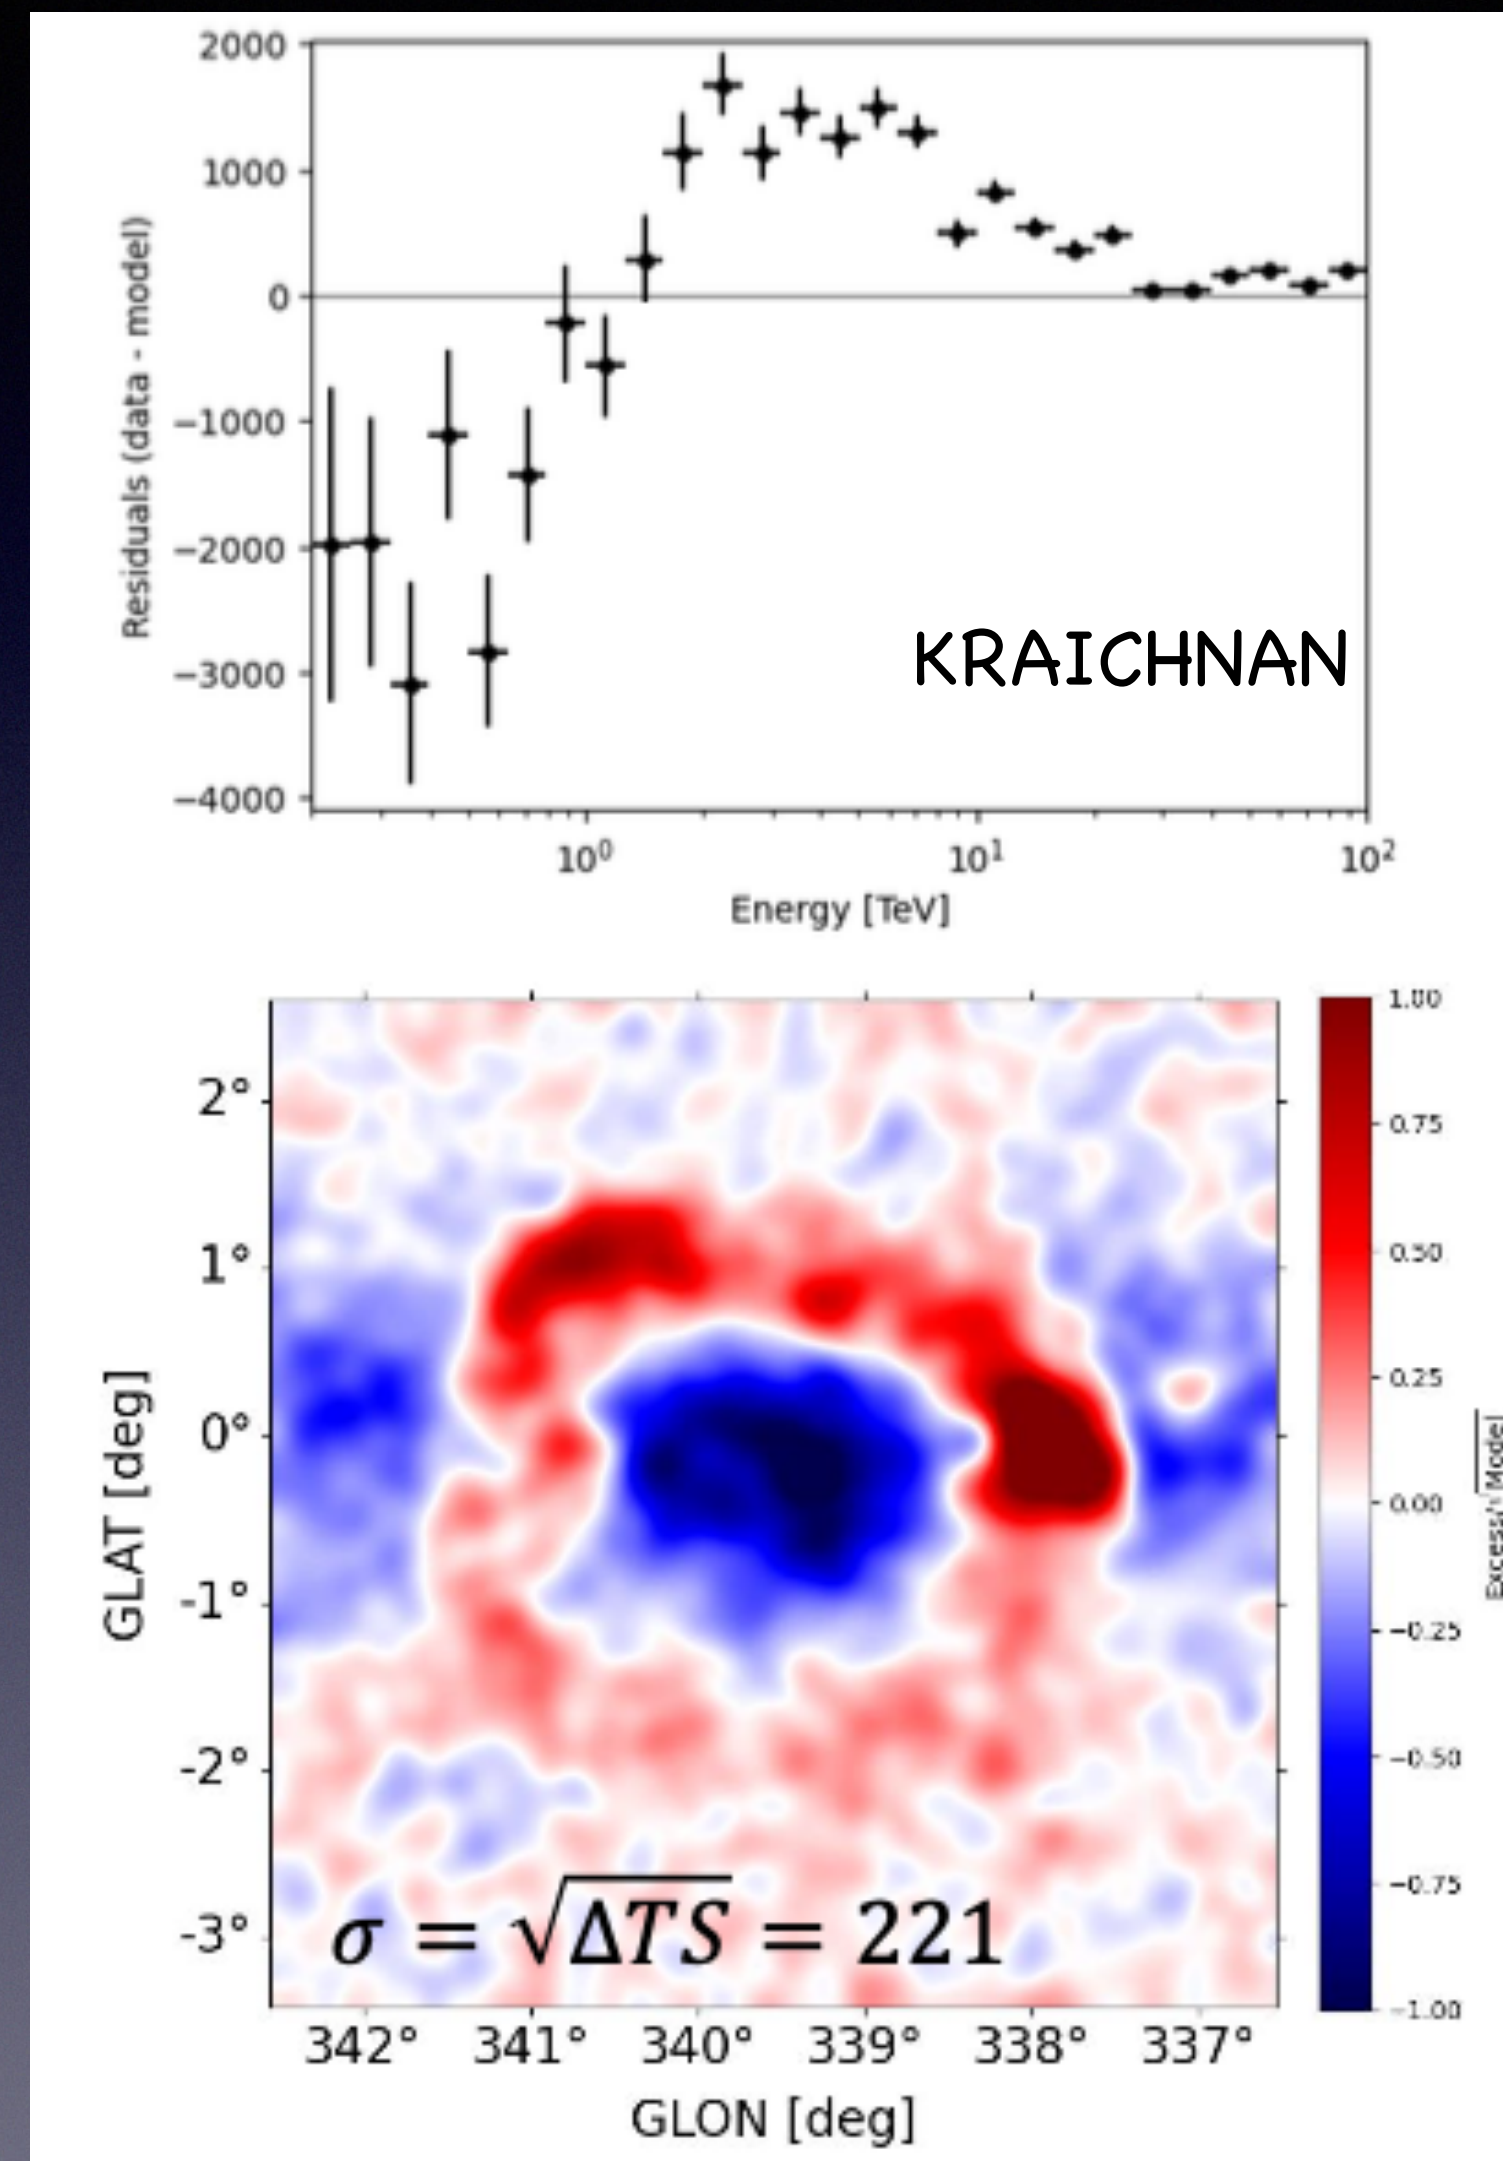 2000
1000
0
−1000
−2000
−3000
−4000
Residuals (data - model)
KRAICHNAN
10⁰ 10¹ 10²
Energy [TeV]
2°
1°
0°
-1°
-2°
-3°
GLAT [deg]
σ = √ΔTS = 221
342° 341° 340° 339° 338° 337°
GLON [deg]
1.00
0.75
0.50
0.25
0.00
−0.25
−0.50
−0.75
−1.00